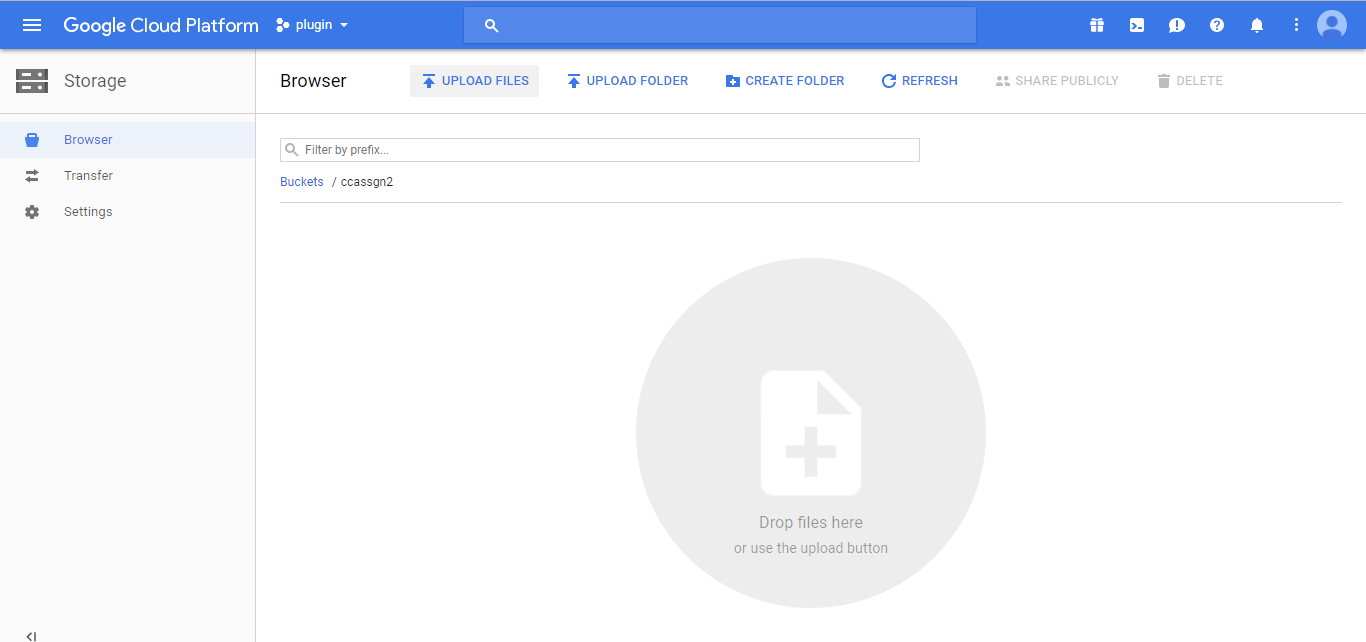 Google Cloud Platform plugin
Storage
Browser UPLOAD FILES UPLOAD FOLDER CREATE FOLDER REFRESH SHARE PUBLICLY DELETE
Browser
Transfer
Settings
Filter by prefix...
Buckets / ccassgn2
Drop files here
or use the upload button